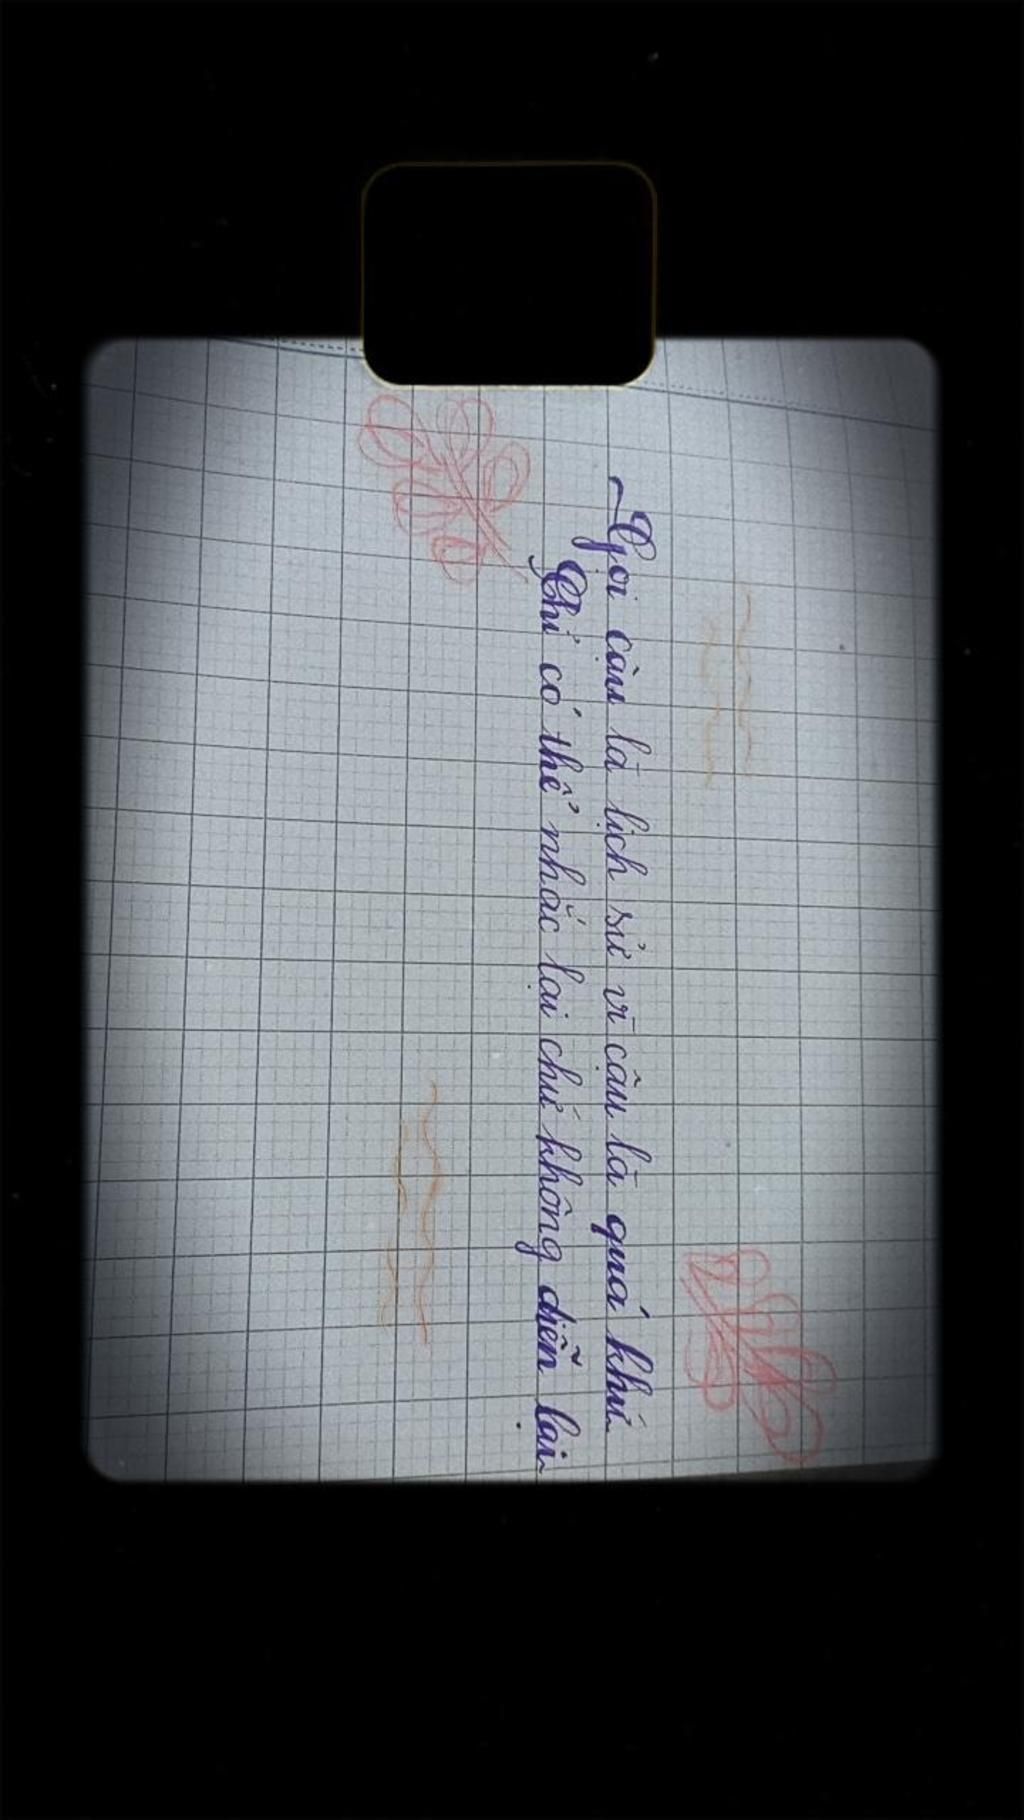 - Gọi cậu là lịch sử vì cậu là quá khứ
Chỉ có thể nhắc lại chứ không diễn lại